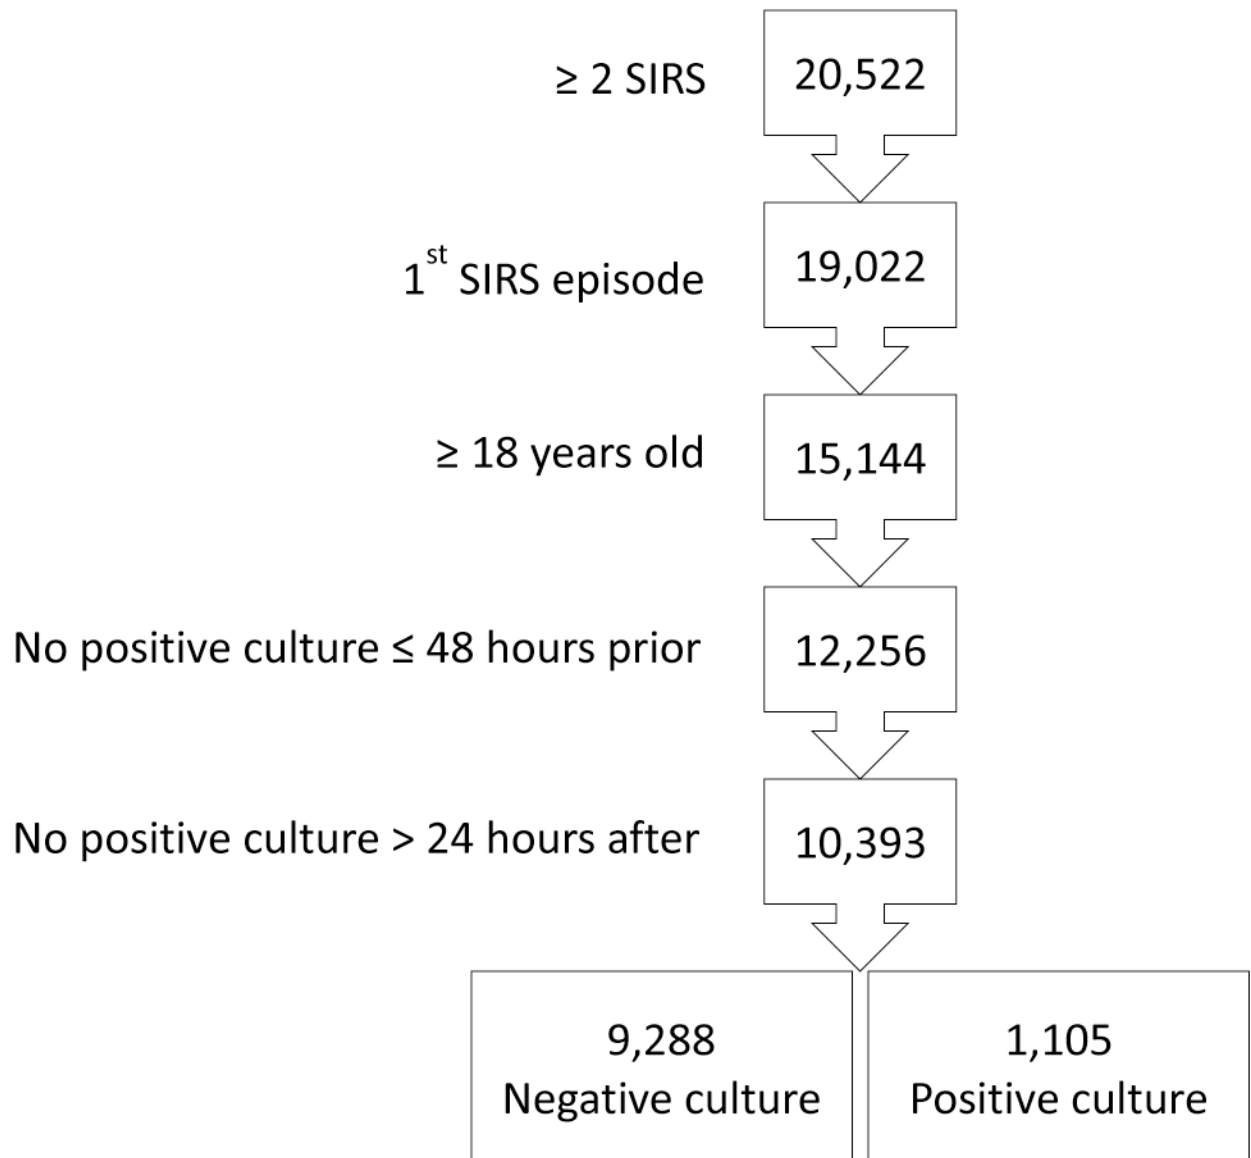 ≥ 2 SIRS
20,522
1st SIRS episode
19,022
≥ 18 years old
15,144
No positive culture ≤ 48 hours prior
12,256
No positive culture > 24 hours after
10,393
9,288
Negative culture
1,105
Positive culture